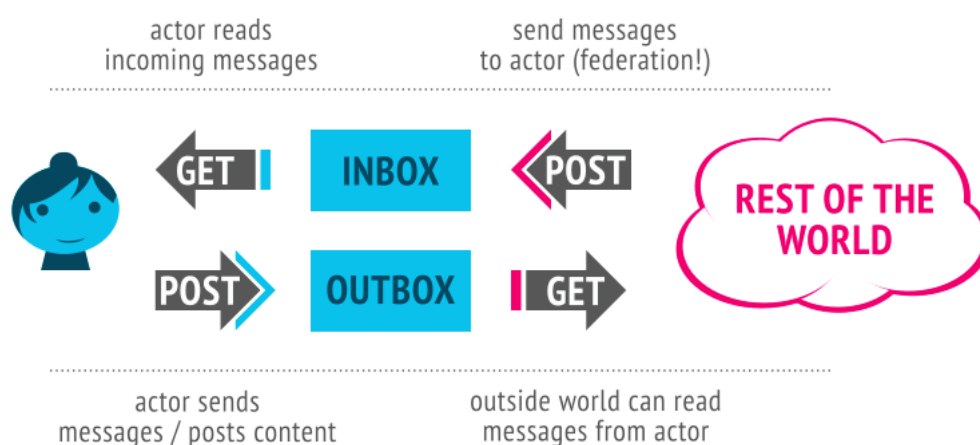 actor reads
incoming messages
send messages
to actor (federation!)
GET
INBOX
POST
REST OF THE
WORLD
POST
OUTBOX
GET
actor sends
messages / posts content
outside world can read
messages from actor